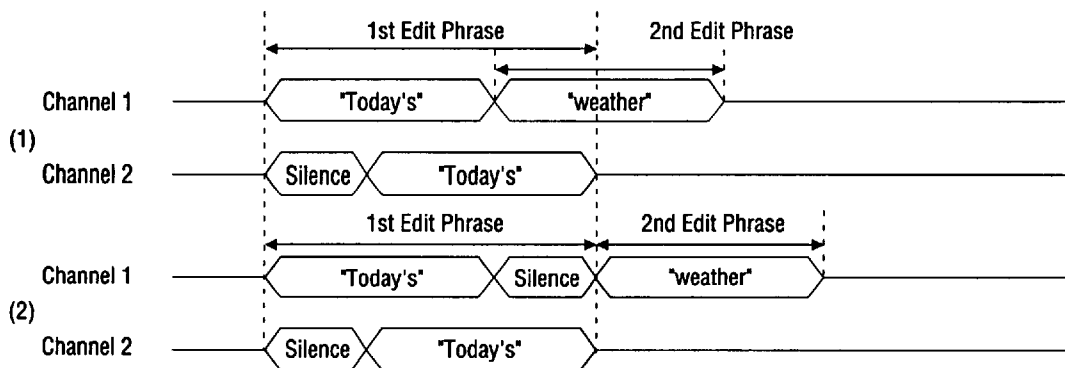 1st Edit Phrase 2nd Edit Phrase
Channel 1 "Today's" "weather"
(1)
Channel 2 Silence "Today's"
1st Edit Phrase 2nd Edit Phrase
Channel 1 "Today's" Silence "weather"
(2)
Channel 2 Silence "Today's"